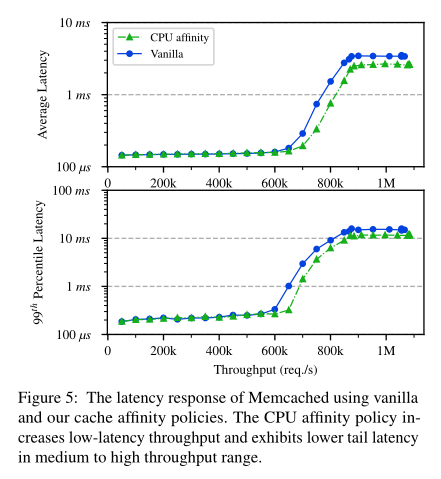 10 ms
CPU affinity
Vanilla
Average Latency
1 ms
100 μs
0 200k 400k 600k 800k 1M
100 ms
99th Percentile Latency
10 ms
1 ms
100 μs
0 200k 400k 600k 800k 1M
Throughput (req./s)
Figure 5: The latency response of Memcached using vanilla
and our cache affinity policies. The CPU affinity policy in-
creases low-latency throughput and exhibits lower tail latency
in medium to high throughput range.